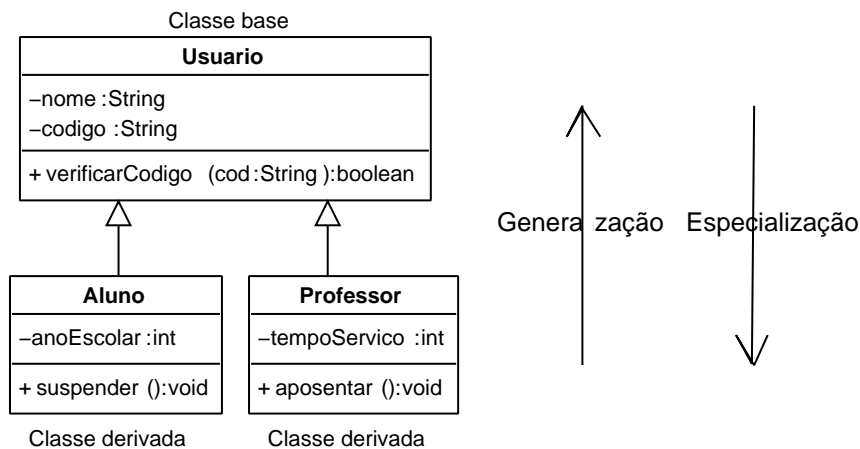 Classe base
Usuario
–nome :String
–codigo :String
+ verificarCodigo (cod:String ):boolean
Genera zação
Especialização
Aluno
–anoEscolar :int
+ suspender ():void
Classe derivada
Professor
–tempoServico :int
+ aposentar ():void
Classe derivada